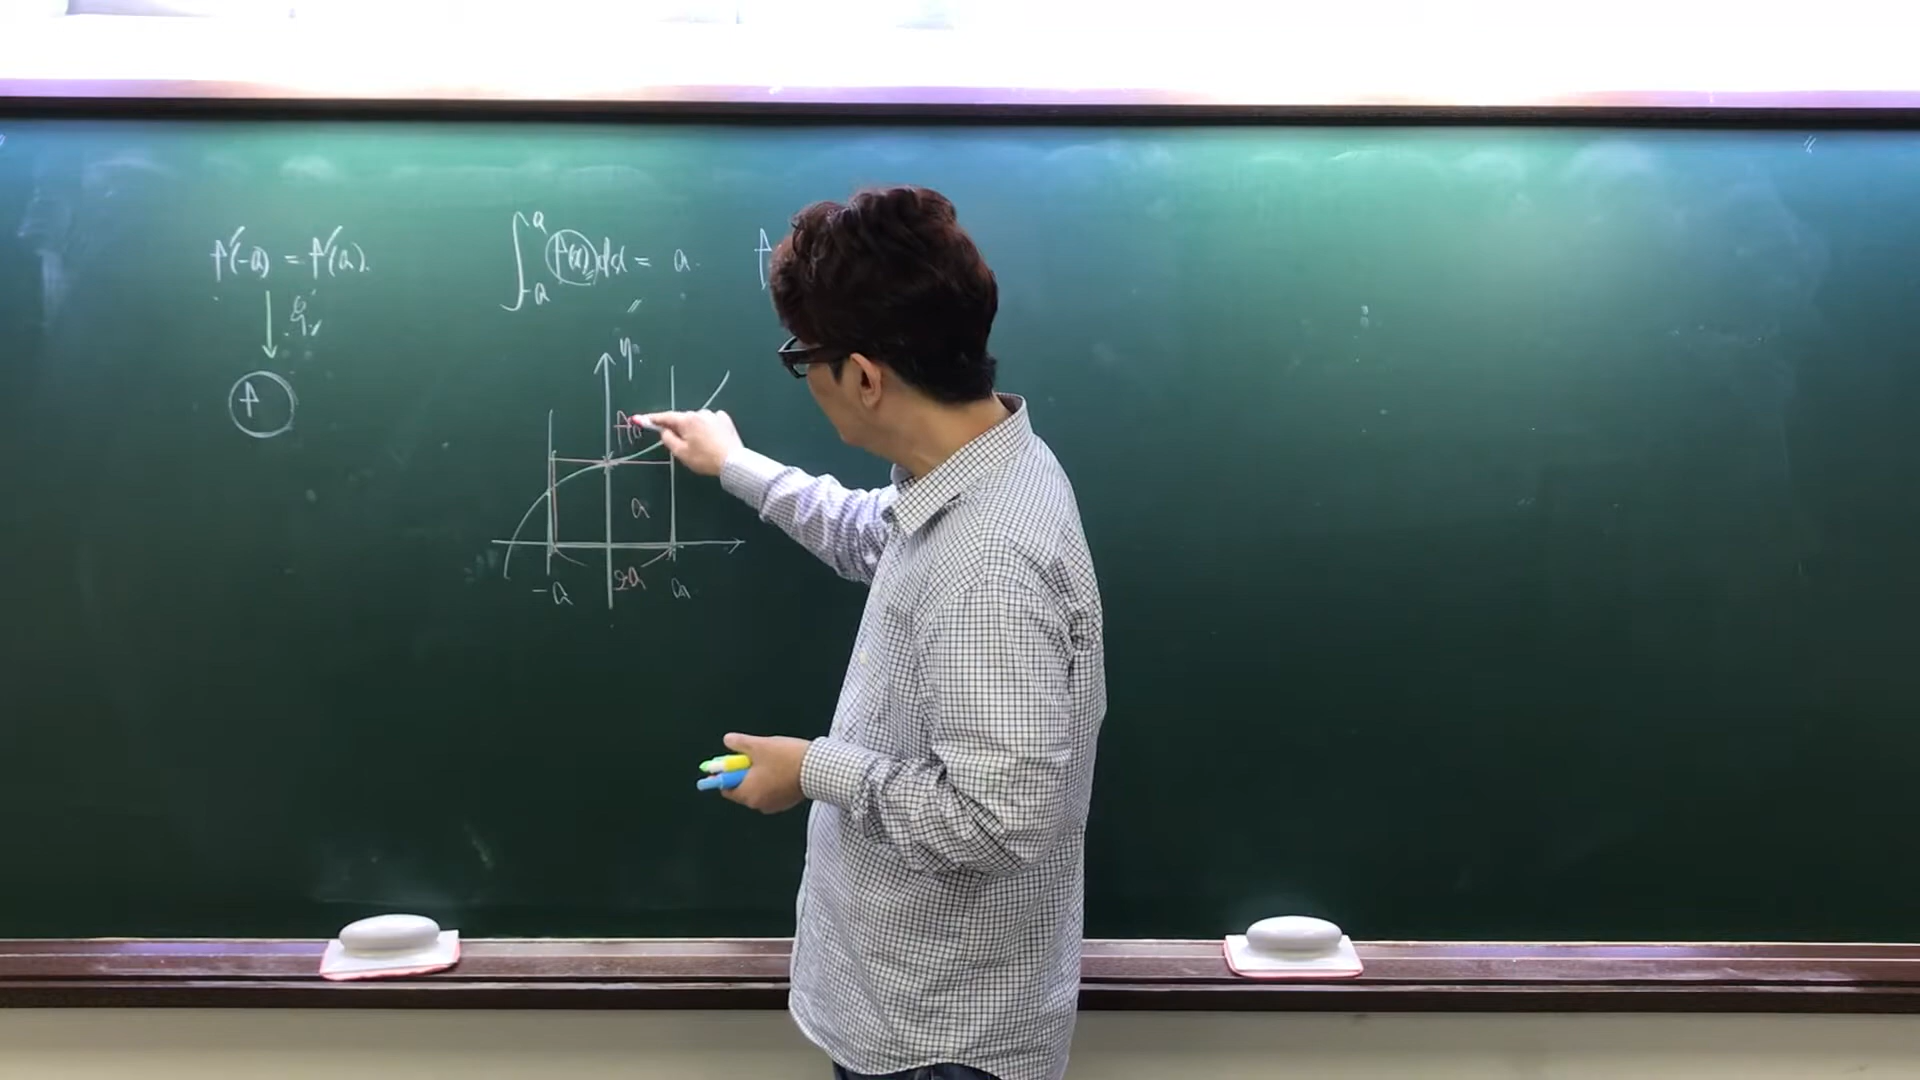 f'(-a) = f'(a).
∫_{-a}^{a} f(x) dx = a.
f
y
f(a
a
-a
2a
a